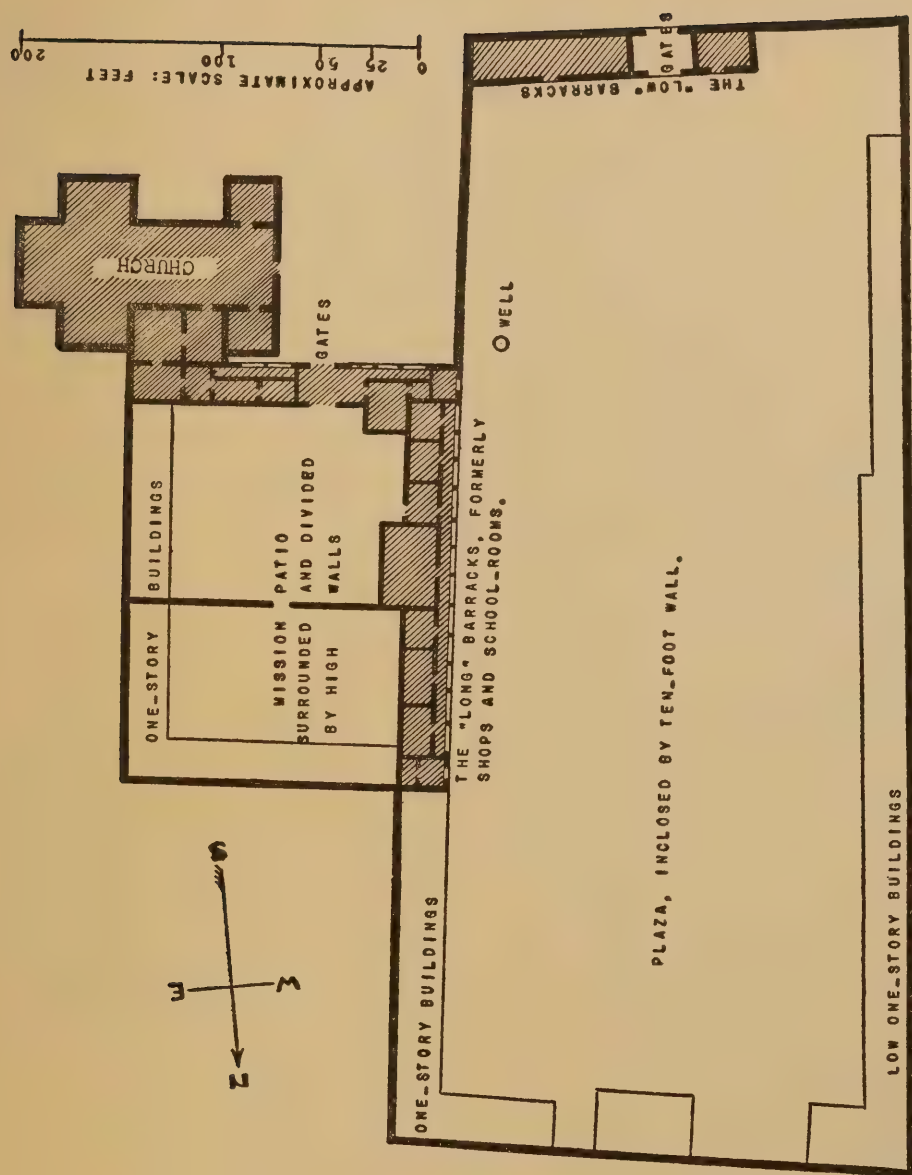 APPROXIMATE SCALE: FEET
0 25 50 100 200
CHURCH
GATES
GATES
THE "LOW" BARRACKS
WELL
ONE-STORY BUILDINGS
MISSION PATIO
SURROUNDED AND DIVIDED
BY HIGH WALLS
THE "LONG" BARRACKS, FORMERLY
SHOPS AND SCHOOL-ROOMS.
PLAZA, INCLOSED BY TEN-FOOT WALL.
S
E
W
N
ONE-STORY BUILDINGS
LOW ONE-STORY BUILDINGS